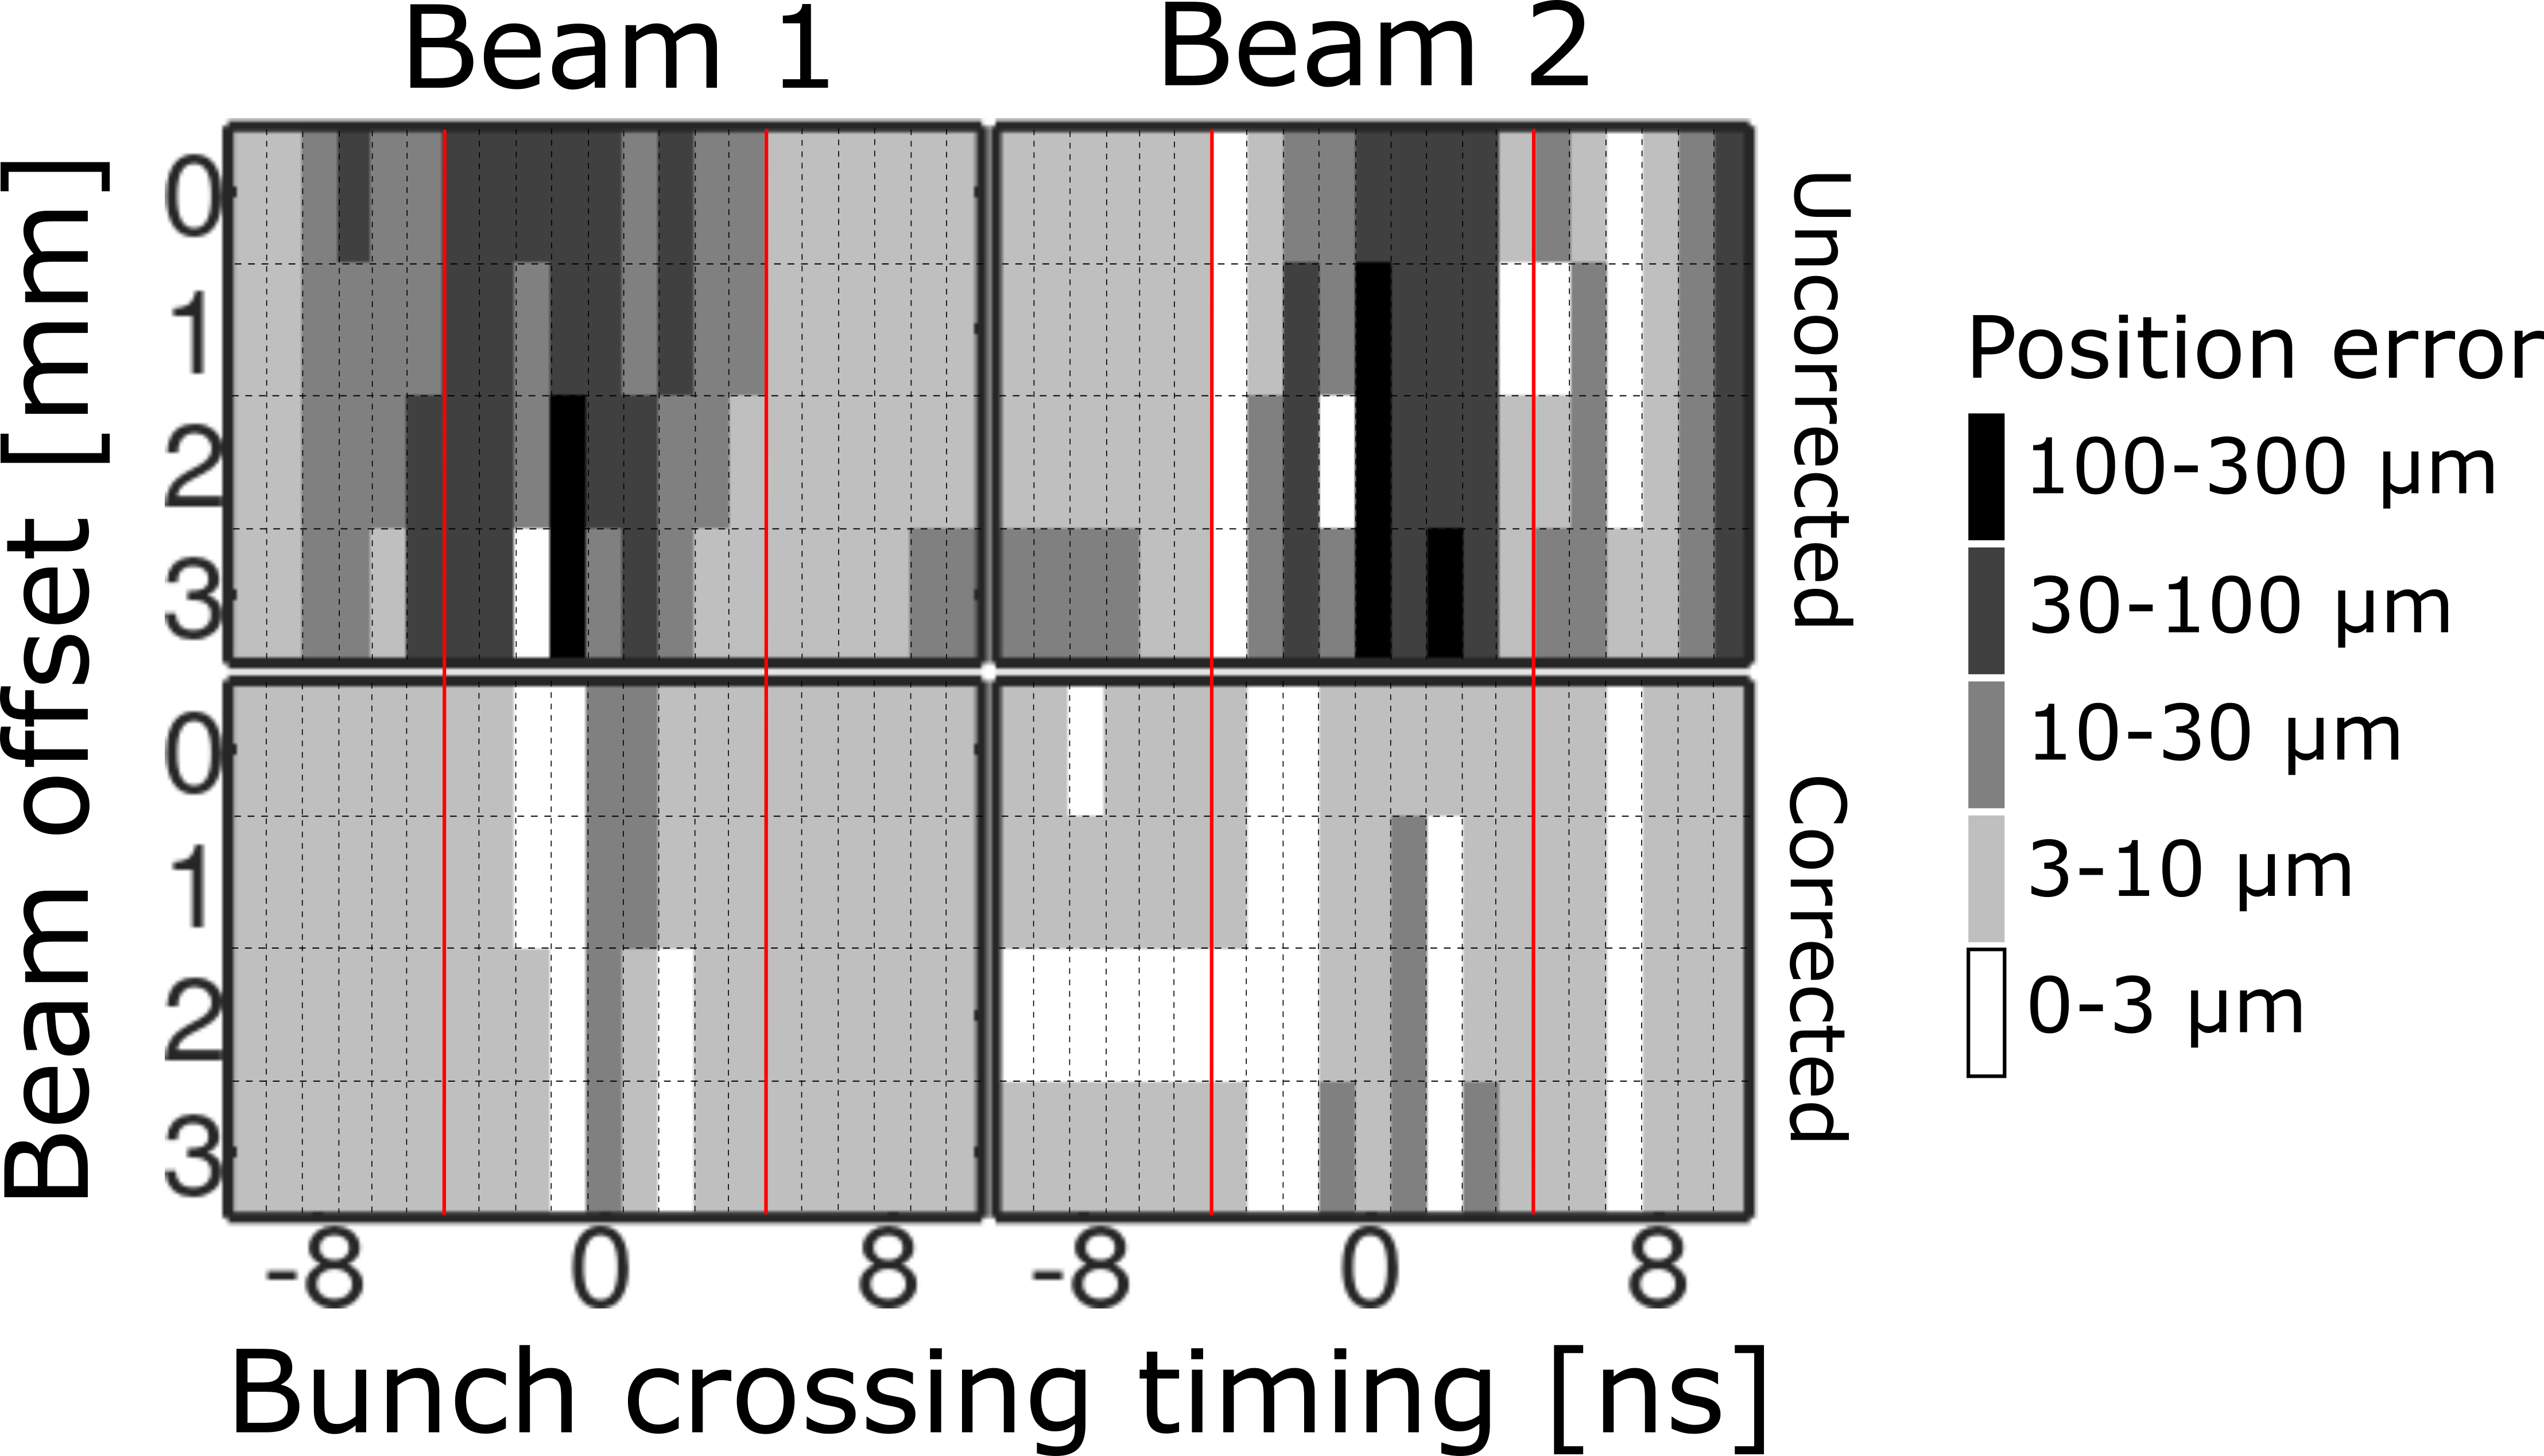 Beam 1
Beam 2
Beam offset [mm]
0
1
2
3
0
1
2
3
Uncorrected
Corrected
-8
0
8
-8
0
8
Bunch crossing timing [ns]
Position error
100-300 µm
30-100 µm
10-30 µm
3-10 µm
0-3 µm